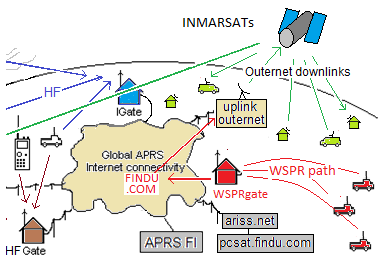 INMARSATs
Outernet downlinks
HF
IGate
uplink
outernet
Global APRS
Internet connectivity
FINDU
.COM
WSPR path
WSPRgate
HF Gate
APRS FI
ariss.net
pcsat.findu.com